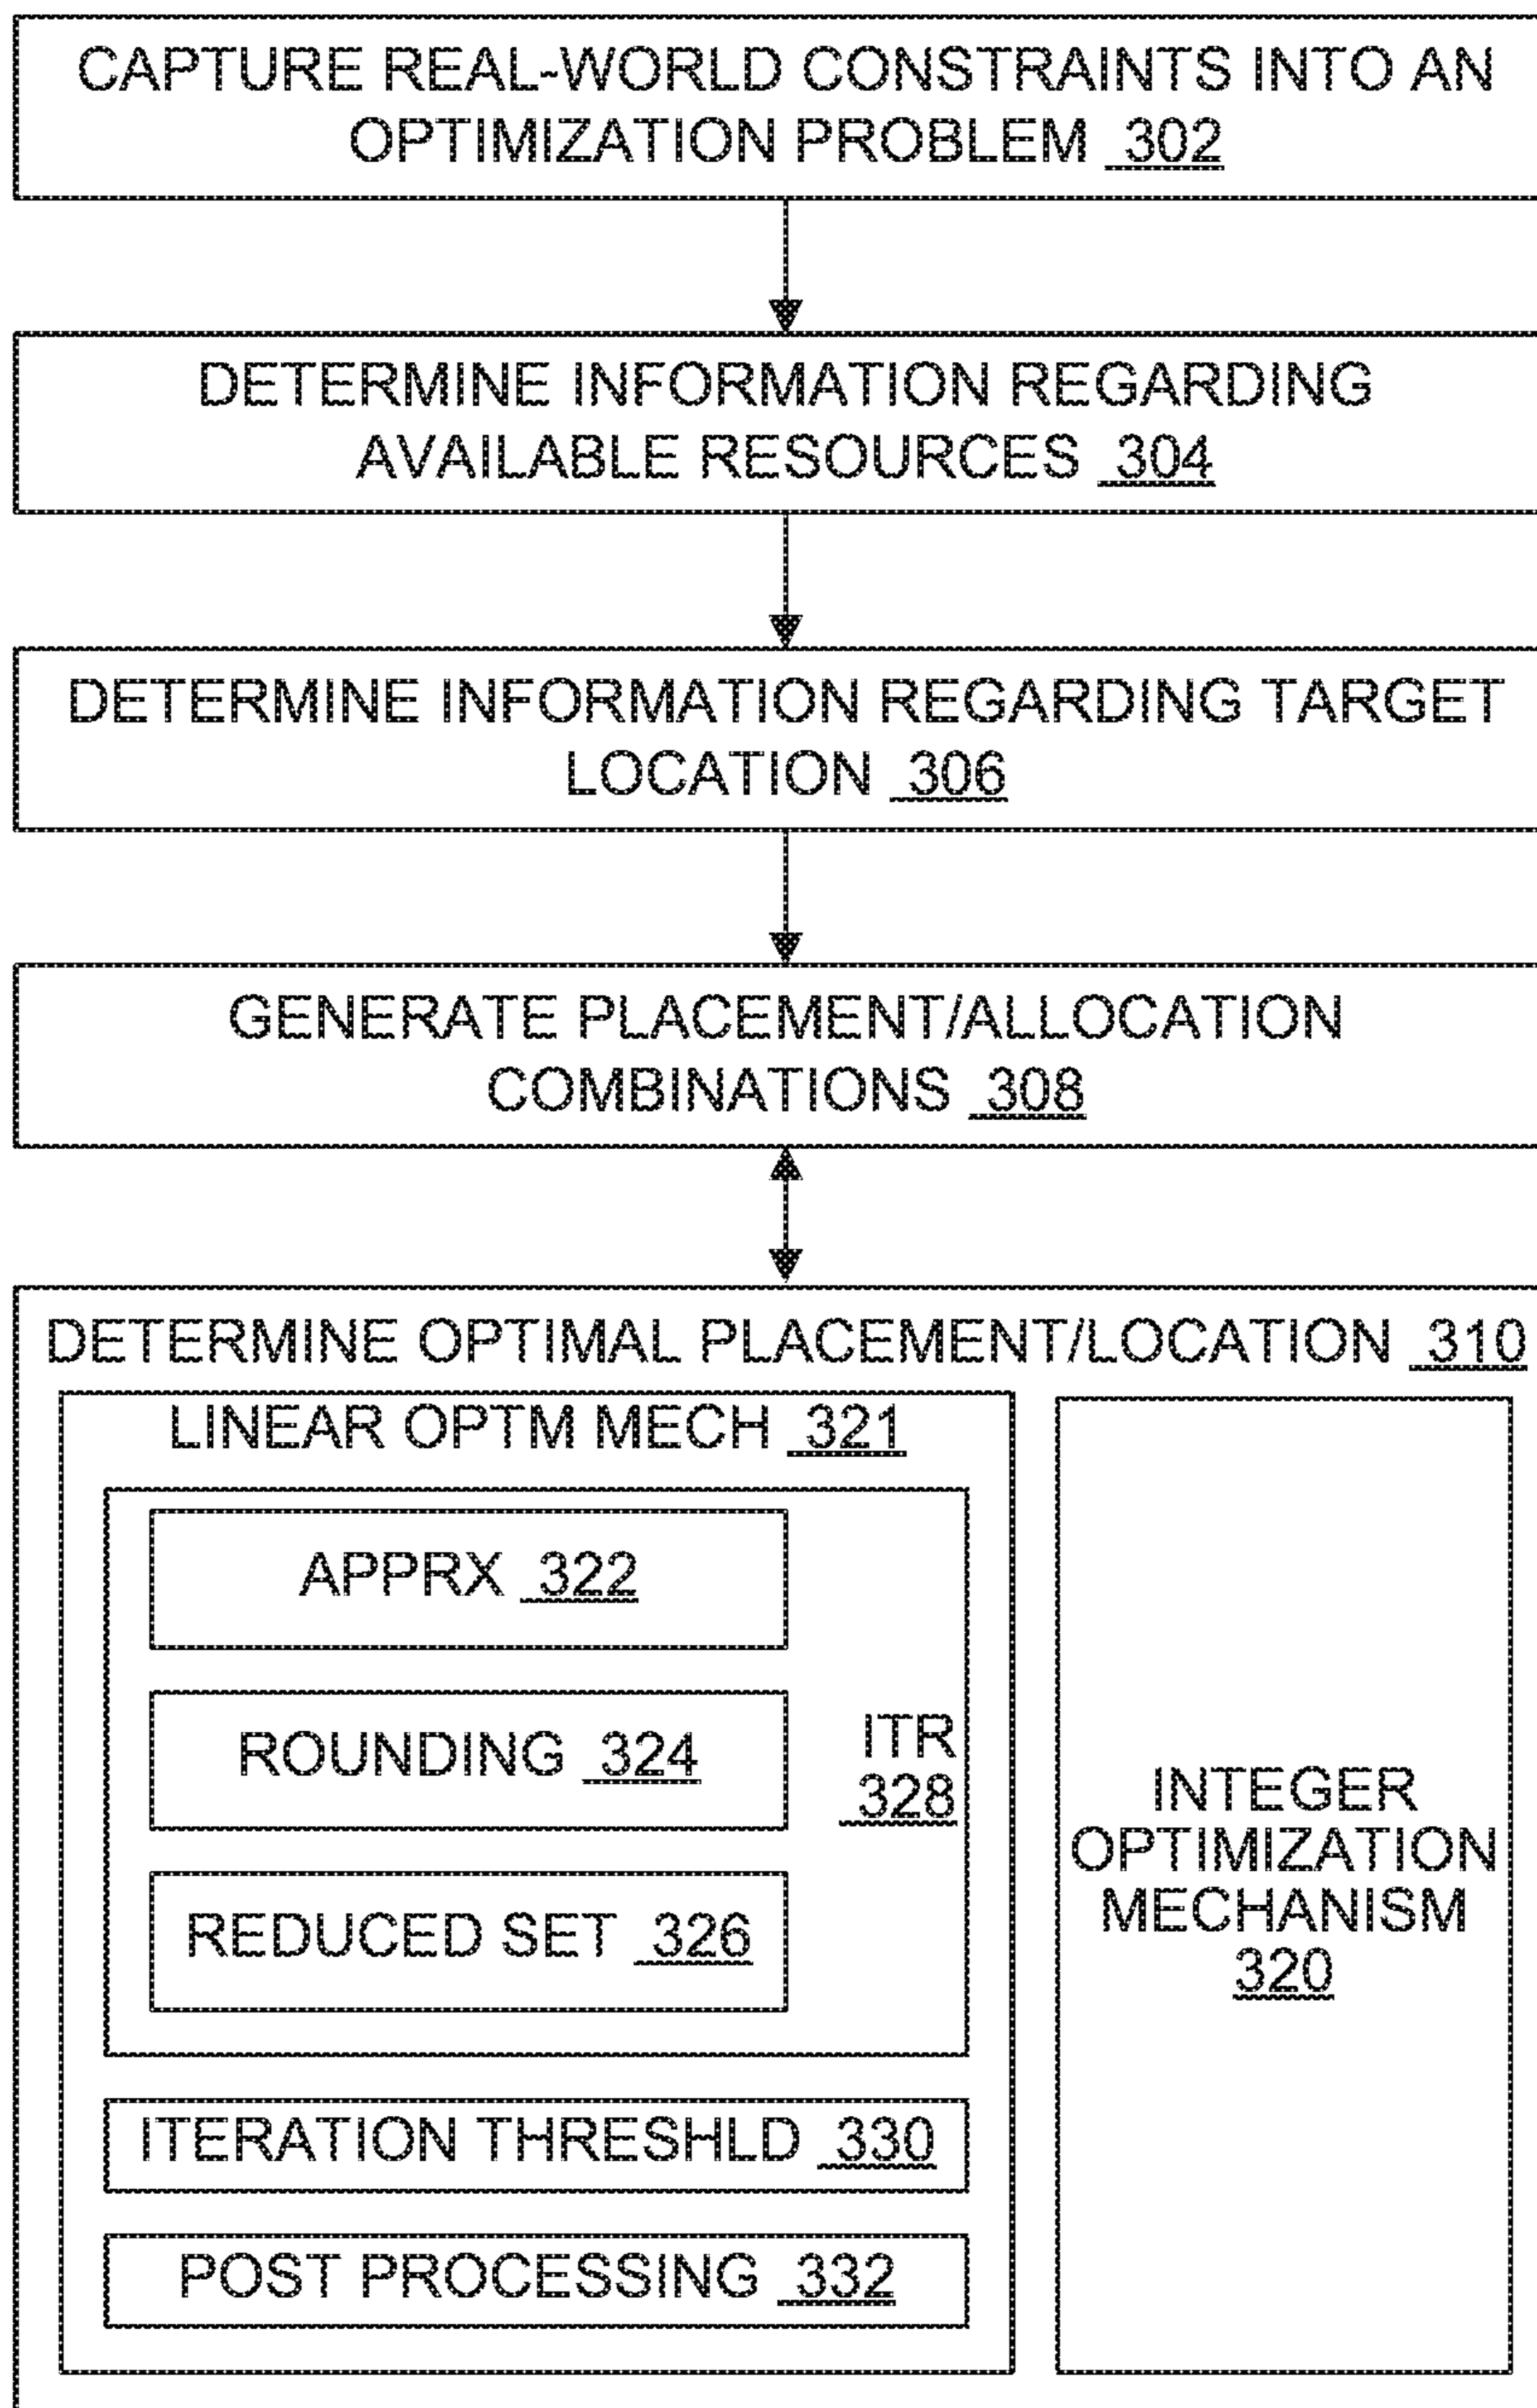 CAPTURE REAL-WORLD CONSTRAINTS INTO AN
OPTIMIZATION PROBLEM 302
DETERMINE INFORMATION REGARDING
AVAILABLE RESOURCES 304
DETERMINE INFORMATION REGARDING TARGET
LOCATION 306
GENERATE PLACEMENT/ALLOCATION
COMBINATIONS 308
DETERMINE OPTIMAL PLACEMENT/LOCATION 310
LINEAR OPTM MECH 321
APPRX 322
ROUNDING 324
REDUCED SET 326
ITR
328
ITERATION THRESHLD 330
POST PROCESSING 332
INTEGER
OPTIMIZATION
MECHANISM
320